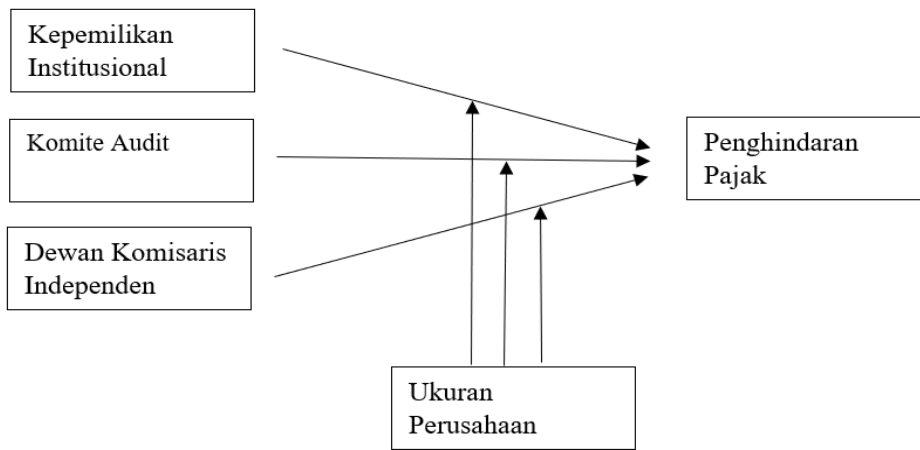 Kepemilikan
Institusional
Komite Audit
Dewan Komisaris
Independen
Penghindaran
Pajak
Ukuran
Perusahaan